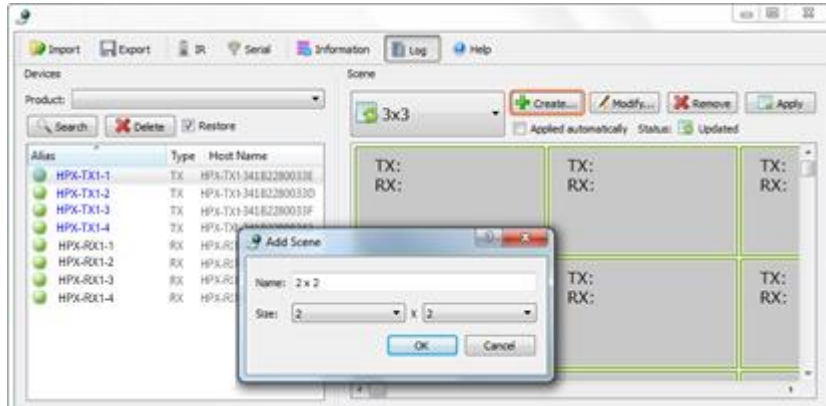 Import Export IR Serial Information Log Help
Devices
Scene
Product:
Search Delete Restore
3x3
Create... Modify... Remove Apply
Applied automatically Status: Updated
Alias Type Host Name
HPX-TX1-1 TX HPX-TX1-341B2280033E
HPX-TX1-2 TX HPX-TX1-341B2280033D
HPX-TX1-3 TX HPX-TX1-341B2280033F
HPX-TX1-4 TX
HPX-RX1-1 RX
HPX-RX1-2 RX
HPX-RX1-3 RX
HPX-RX1-4 RX
TX: TX: TX:
RX: RX: RX:
TX: TX:
RX: RX:
Add Scene
Name: 2 x 2
Size: 2 X 2
OK Cancel